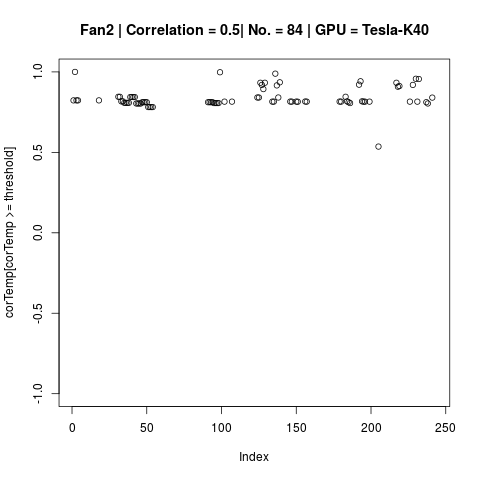 Fan2 | Correlation = 0.5| No. = 84 | GPU = Tesla-K40
corTemp[corTemp >= threshold]
1.0
0.5
0.0
-0.5
-1.0
0 50 100 150 200 250
Index